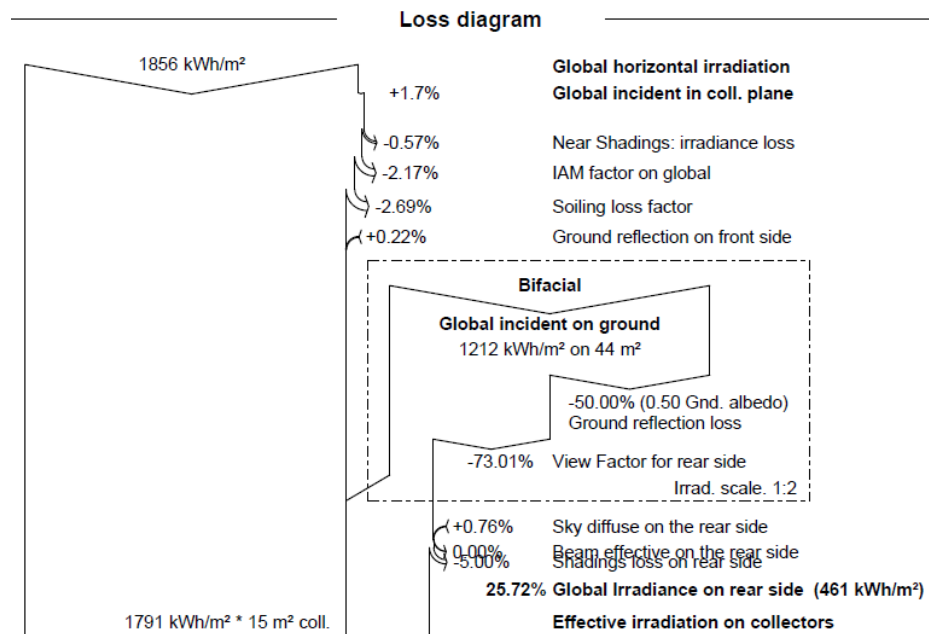 Loss diagram
1856 kWh/m² Global horizontal irradiation
+1.7% Global incident in coll. plane
-0.57% Near Shadings: irradiance loss
-2.17% IAM factor on global
-2.69% Soiling loss factor
+0.22% Ground reflection on front side
Bifacial
Global incident on ground
1212 kWh/m² on 44 m²
-50.00% (0.50 Gnd. albedo)
Ground reflection loss
-73.01% View Factor for rear side
Irrad. scale. 1:2
+0.76% Sky diffuse on the rear side
0.00% Beam effective on the rear side
-5.00% Shadings loss on rear side
25.72% Global Irradiance on rear side (461 kWh/m²)
1791 kWh/m² * 15 m² coll. Effective irradiation on collectors